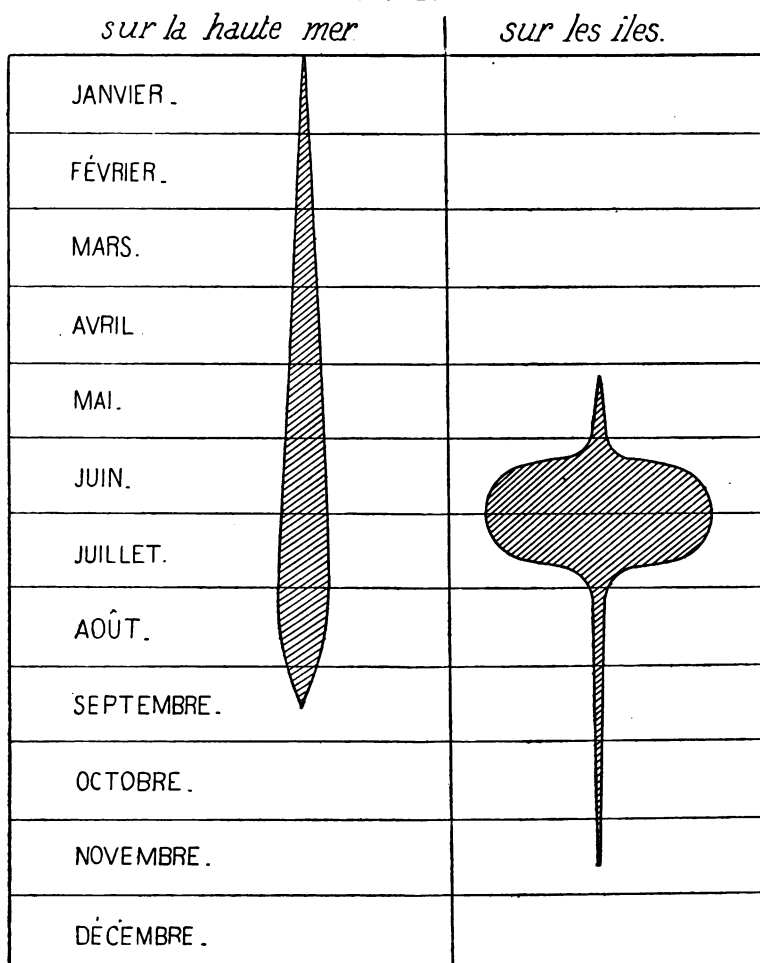 sur la haute mer
sur les iles.
JANVIER.
FÉVRIER.
MARS.
AVRIL
MAI.
JUIN.
JUILLET.
AOÛT.
SEPTEMBRE.
OCTOBRE.
NOVEMBRE.
DÉCEMBRE.